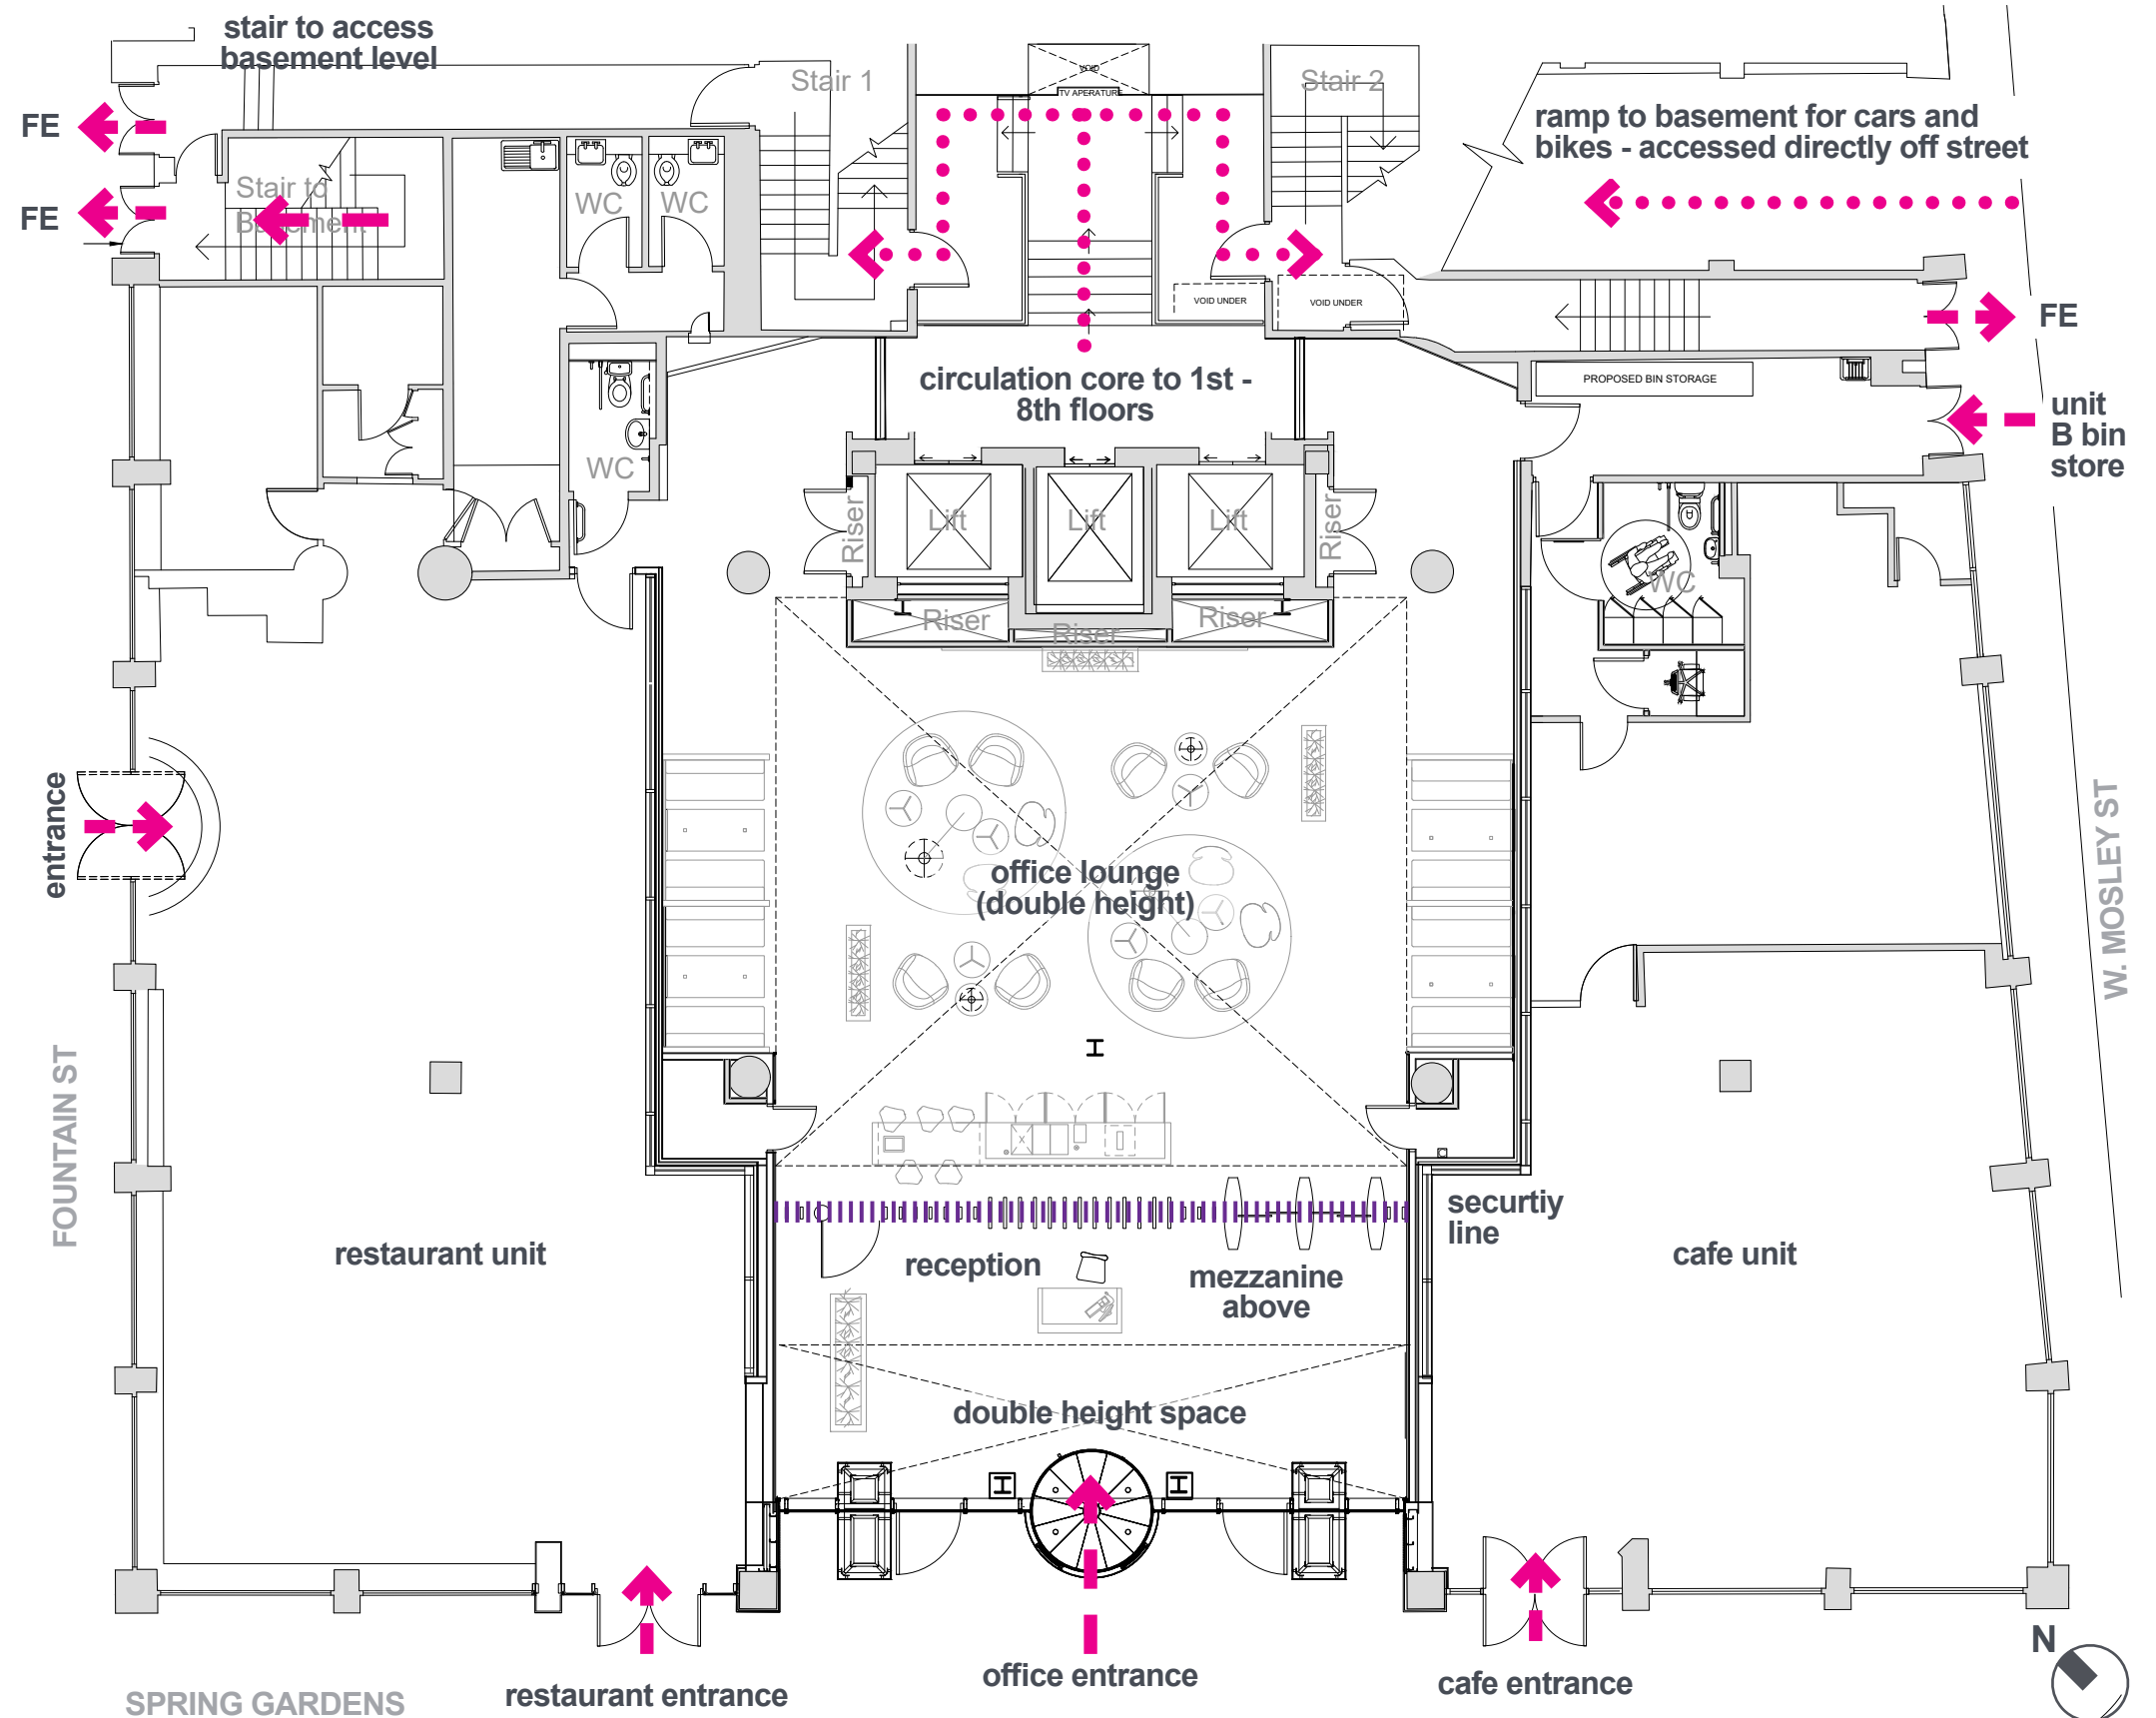 stair to access
basement level
Stair 1
VOID
TV APERATURE
Stair 2
ramp to basement for cars and
bikes - accessed directly off street
FE
FE
Stair to
Basement
WC
WC
VOID UNDER
VOID UNDER
FE
circulation core to 1st -
8th floors
PROPOSED BIN STORAGE
unit
B bin
store
WC
Riser
Lift
Lift
Lift
Riser
WC
Riser
Riser
Riser
entrance
office lounge
(double height)
W. MOSLEY ST
FOUNTAIN ST
securtiy
line
restaurant unit
reception
mezzanine
above
cafe unit
double height space
office entrance
restaurant entrance
cafe entrance
SPRING GARDENS
N